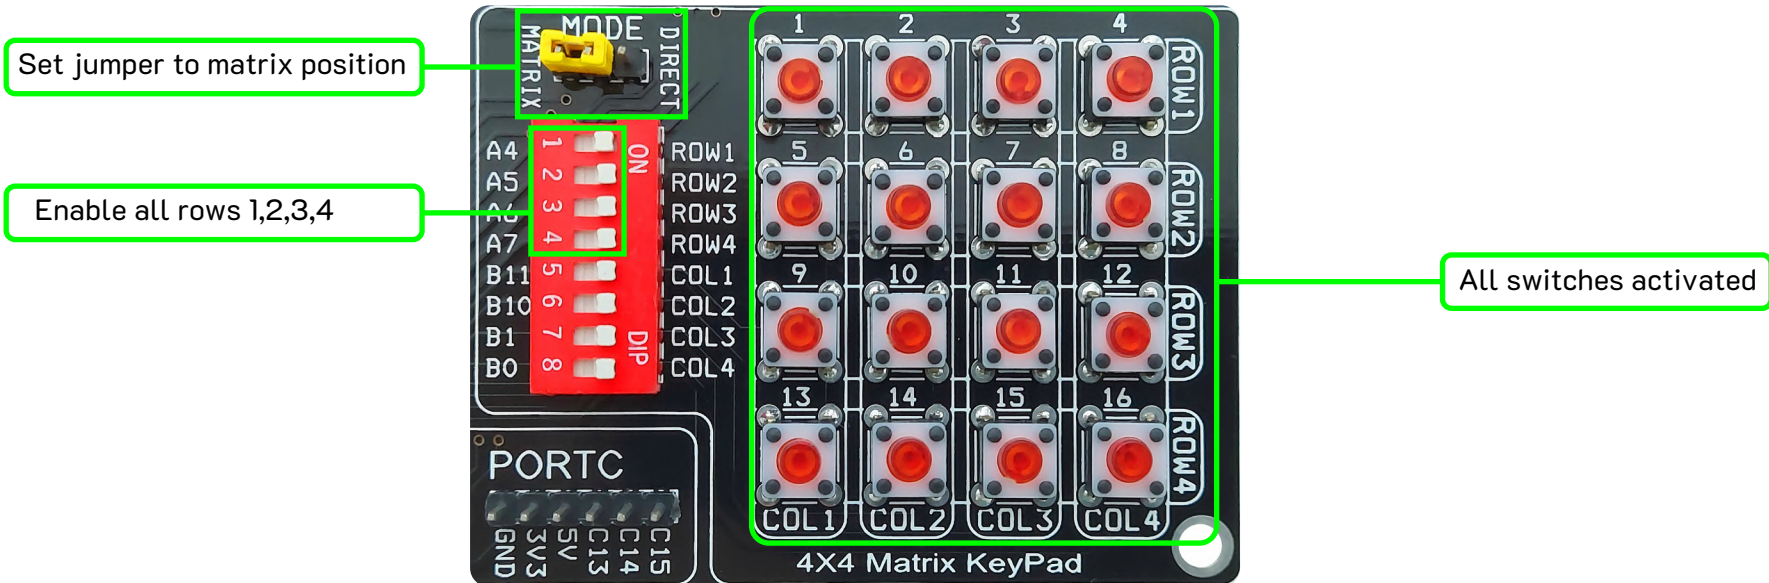 Set jumper to matrix position
Enable all rows 1,2,3,4
All switches activated
MODE
MATRIX
DIRECT
A4 1 ON ROW1
A5 2 ROW2
A6 3 ROW3
A7 4 ROW4
B11 5 COL1
B10 6 COL2
B1 7 DIP COL3
B0 8 COL4
1 2 3 4
ROW1
5 6 7 8
ROW2
9 10 11 12
ROW3
13 14 15 16
ROW4
COL1 COL2 COL3 COL4
4X4 Matrix KeyPad
PORTC
GND 3V3 5V C13 C14 C15